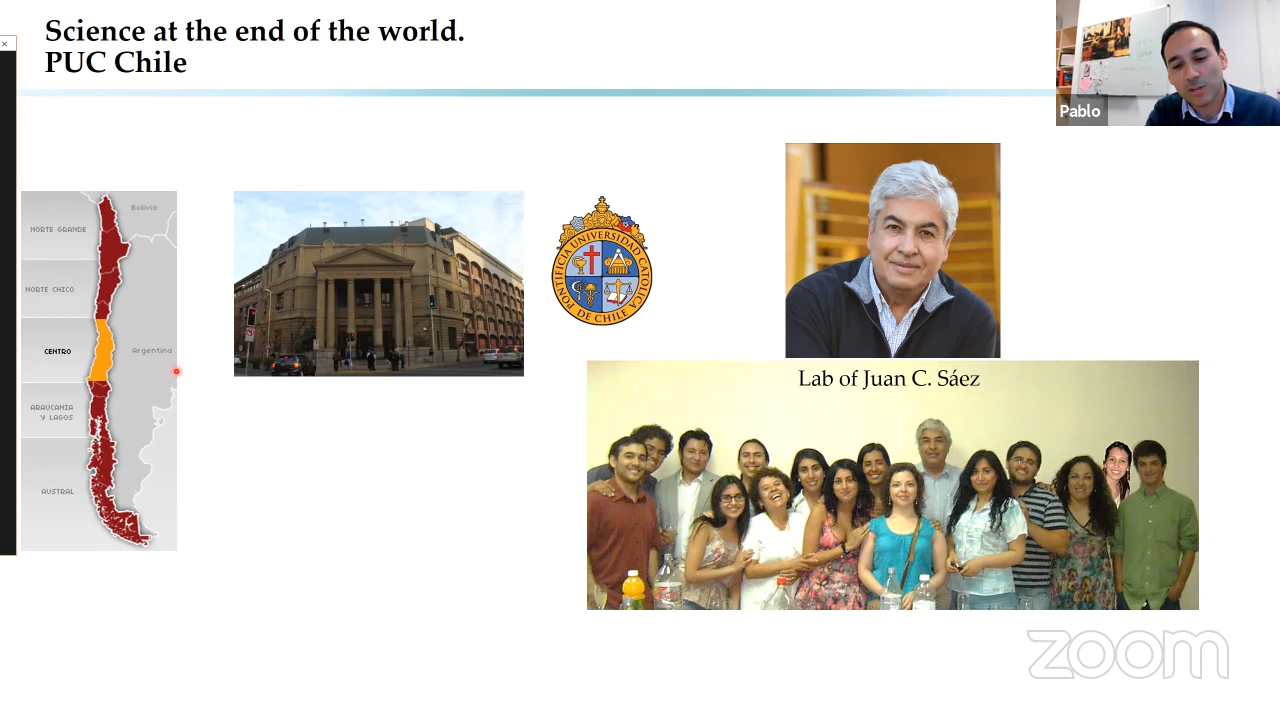 Science at the end of the world.
PUC Chile
Pablo
Bolivia
NORTE GRANDE
NORTE CHICO
CENTRO
Argentina
ARAUCANIA
Y LAGOS
AUSTRAL
PONTIFICIA UNIVERSIDAD CATOLICA
DE CHILE
Lab of Juan C. Sáez
zoom